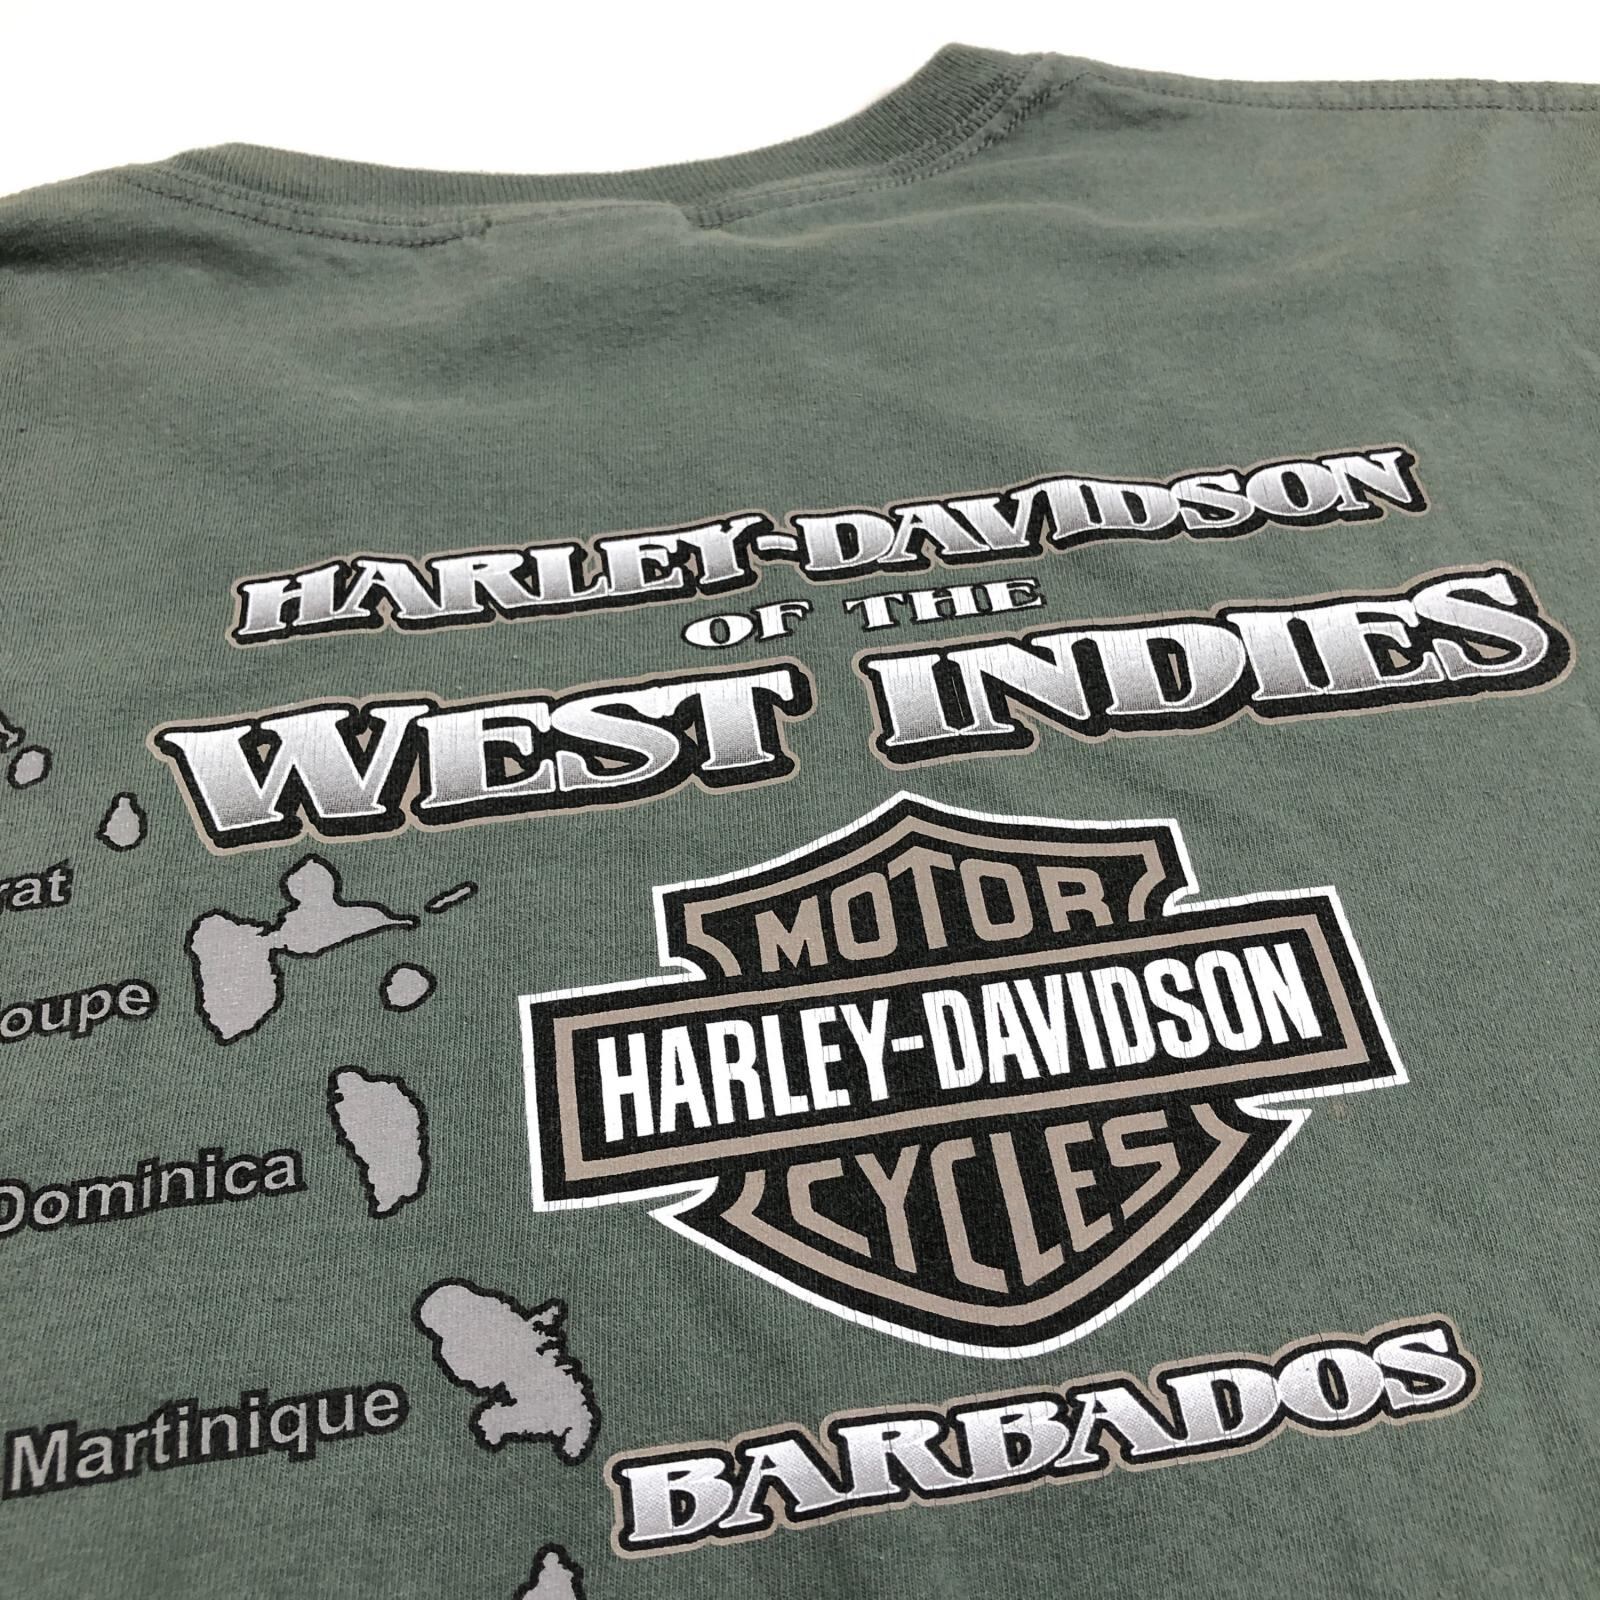 HARLEY-DAVIDSON
OF THE
WEST INDIES
rat
MOTOR
oupe
HARLEY-DAVIDSON
Dominica
CYCLES
Martinique
BARBADOS